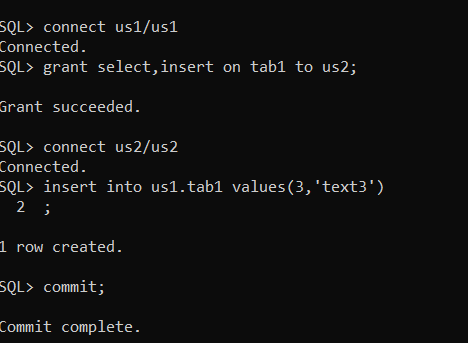 SQL> connect us1/us1
Connected.
SQL> grant select,insert on tab1 to us2;
Grant succeeded.
SQL> connect us2/us2
Connected.
SQL> insert into us1.tab1 values(3,'text3')
2 ;
1 row created.
SQL> commit;
Commit complete.